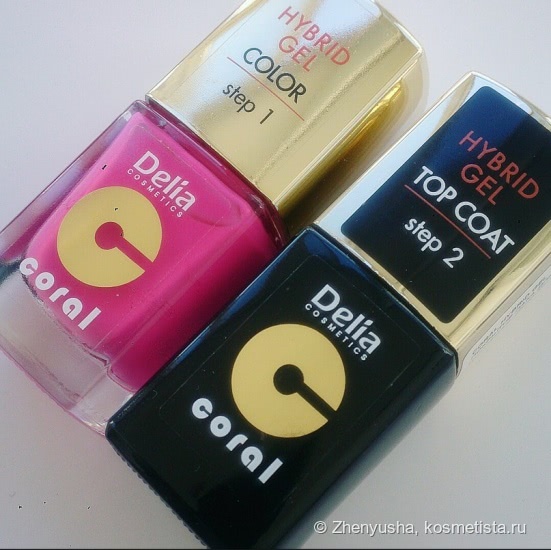 HYBRID
GEL
COLOR
step 1
Delia
COSMETICS
coral
HYBRID
GEL
TOP COAT
step 2
Delia
COSMETICS
coral
© Zhenyusha, kosmetista.ru